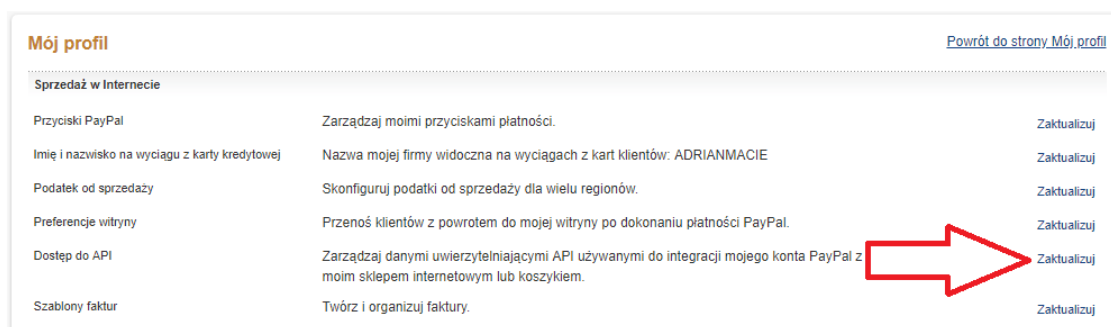 Mój profil
Powrót do strony Mój profil
Sprzedaż w Internecie
Przyciski PayPal Zarządzaj moimi przyciskami płatności. Zaktualizuj
Imię i nazwisko na wyciągu z karty kredytowej Nazwa mojej firmy widoczna na wyciągach z kart klientów: ADRIANMACIE Zaktualizuj
Podatek od sprzedaży Skonfiguruj podatki od sprzedaży dla wielu regionów. Zaktualizuj
Preferencje witryny Przenoś klientów z powrotem do mojej witryny po dokonaniu płatności PayPal. Zaktualizuj
Dostęp do API Zarządzaj danymi uwierzytelniającymi API używanymi do integracji mojego konta PayPal z Zaktualizuj
moim sklepem internetowym lub koszykiem.
Szablony faktur Twórz i organizuj faktury. Zaktualizuj